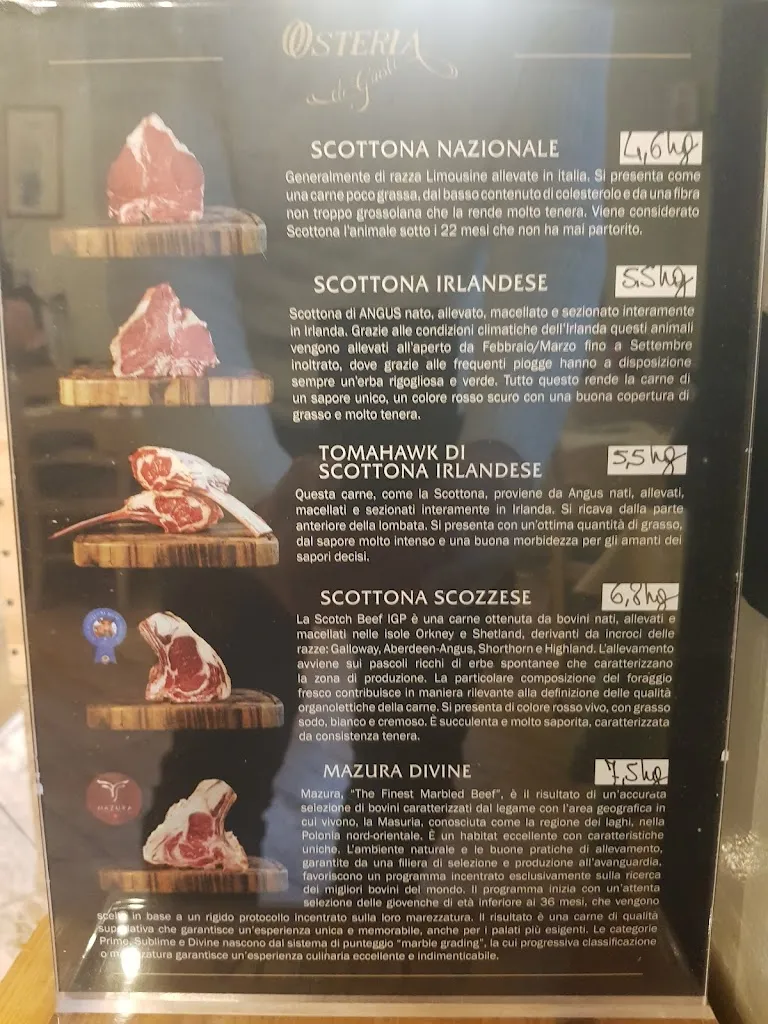 OSTERIA
di Giusti
SCOTTONA NAZIONALE
4,6 hg
Generalmente di razza Limousine allevate in italia. Si presenta come
una carne poco grassa, dal basso contenuto di colesterolo e da una fibra
non troppo grossolana che la rende molto tenera. Viene considerato
Scottona l'animale sotto i 22 mesi che non ha mai partorito.
SCOTTONA IRLANDESE
5,5 hg
Scottona di ANGUS nato, allevato, macellato e sezionato interamente
in Irlanda. Grazie alle condizioni climatiche dell'Irlanda questi animali
vengono allevati all'aperto da Febbraio/Marzo fino a Settembre
inoltrato, dove grazie alle frequenti piogge hanno a disposizione
sempre un'erba rigogliosa e verde. Tutto questo rende la carne di
un sapore unico, un colore rosso scuro con una buona copertura di
grasso e molto tenera.
TOMAHAWK DI
SCOTTONA IRLANDESE
5,5 hg
Questa carne, come la Scottona, proviene da Angus nati, allevati,
macellati e sezionati interamente in Irlanda. Si ricava dalla parte
anteriore della lombata. Si presenta con un'ottima quantità di grasso,
dal sapore molto intenso e una buona morbidezza per gli amanti dei
sapori decisi.
SCOTTONA SCOZZESE
6,8 hg
La Scotch Beef IGP è una carne ottenuta da bovini nati, allevati e
macellati nelle isole Orkney e Shetland, derivanti da incroci delle
razze: Galloway, Aberdeen-Angus, Shorthorn e Highland. L'allevamento
avviene sui pascoli ricchi di erbe spontanee che caratterizzano
la zona di produzione. La particolare composizione del foraggio
fresco contribuisce in maniera rilevante alla definizione delle qualità
organolettiche della carne. Si presenta di colore rosso vivo, con grasso
sodo, bianco e cremoso. È succulenta e molto saporita, caratterizzata
da consistenza tenera.
MAZURA DIVINE
7,5 hg
MAZURA
Mazura, "The Finest Marbled Beef", è il risultato di un'accurata
selezione di bovini caratterizzati dal legame con l'area geografica in
cui vivono, la Masuria, conosciuta come la regione dei laghi, nella
Polonia nord-orientale. È un habitat eccellente con caratteristiche
uniche. L'ambiente naturale e le buone pratiche di allevamento,
garantite da una filiera di selezione e produzione all'avanguardia,
favoriscono un programma incentrato esclusivamente sulla ricerca
dei migliori bovini del mondo. Il programma inizia con un'attenta
selezione delle giovenche di età inferiore ai 36 mesi, che vengono
scelte in base a un rigido protocollo incentrato sulla loro marezzatura. Il risultato è una carne di qualità
superlativa che garantisce un'esperienza unica e memorabile, anche per i palati più esigenti. Le categorie
Prime, Sublime e Divine nascono dal sistema di punteggio "marble grading", la cui progressiva classificazione
o marezzatura garantisce un'esperienza culinaria eccellente e indimenticabile.